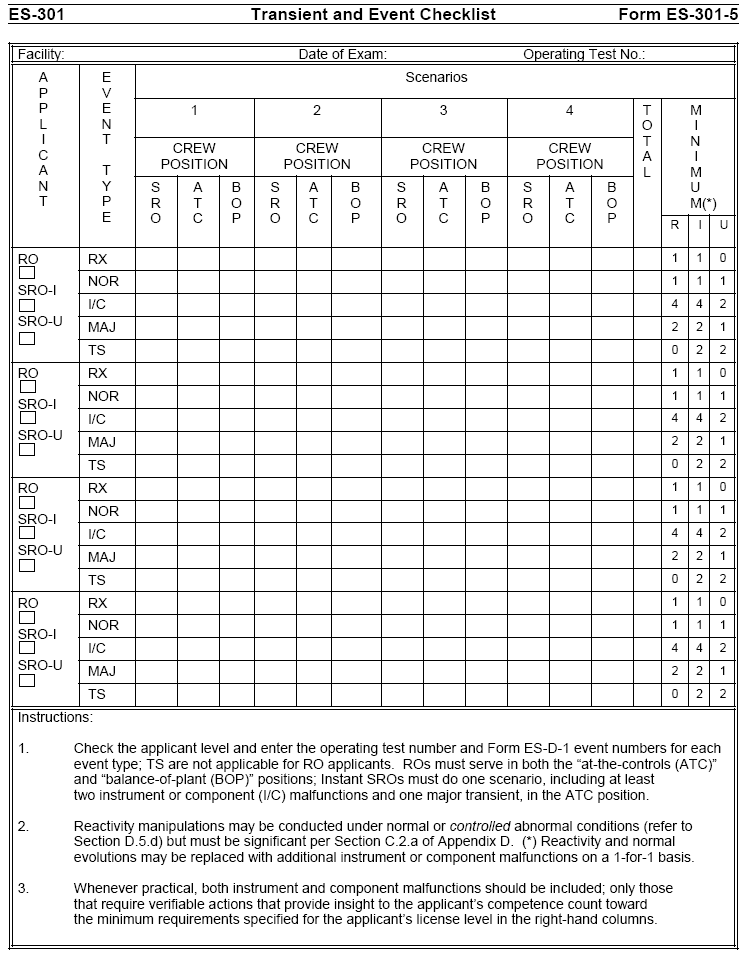 ES-301 Transient and Event Checklist Form ES-301-5
Facility: Date of Exam: Operating Test No.:
APPLICANT
EVENT TYPE
Scenarios
1 2 3 4
TOTAL
MINIMUM(*)
CREW POSITION CREW POSITION CREW POSITION CREW POSITION
SRO ATC BOP SRO ATC BOP SRO ATC BOP SRO ATC BOP
R I U
RO
SRO-I
SRO-U
RX 1 1 0
NOR 1 1 1
I/C 4 4 2
MAJ 2 2 1
TS 0 2 2
RO
SRO-I
SRO-U
RX 1 1 0
NOR 1 1 1
I/C 4 4 2
MAJ 2 2 1
TS 0 2 2
RO
SRO-I
SRO-U
RX 1 1 0
NOR 1 1 1
I/C 4 4 2
MAJ 2 2 1
TS 0 2 2
RO
SRO-I
SRO-U
RX 1 1 0
NOR 1 1 1
I/C 4 4 2
MAJ 2 2 1
TS 0 2 2
Instructions:
1. Check the applicant level and enter the operating test number and Form ES-D-1 event numbers for each
event type; TS are not applicable for RO applicants. ROs must serve in both the “at-the-controls (ATC)”
and “balance-of-plant (BOP)” positions; Instant SROs must do one scenario, including at least
two instrument or component (I/C) malfunctions and one major transient, in the ATC position.
2. Reactivity manipulations may be conducted under normal or controlled abnormal conditions (refer to
Section D.5.d) but must be significant per Section C.2.a of Appendix D. (*) Reactivity and normal
evolutions may be replaced with additional instrument or component malfunctions on a 1-for-1 basis.
3. Whenever practical, both instrument and component malfunctions should be included; only those
that require verifiable actions that provide insight to the applicant’s competence count toward
the minimum requirements specified for the applicant’s license level in the right-hand columns.